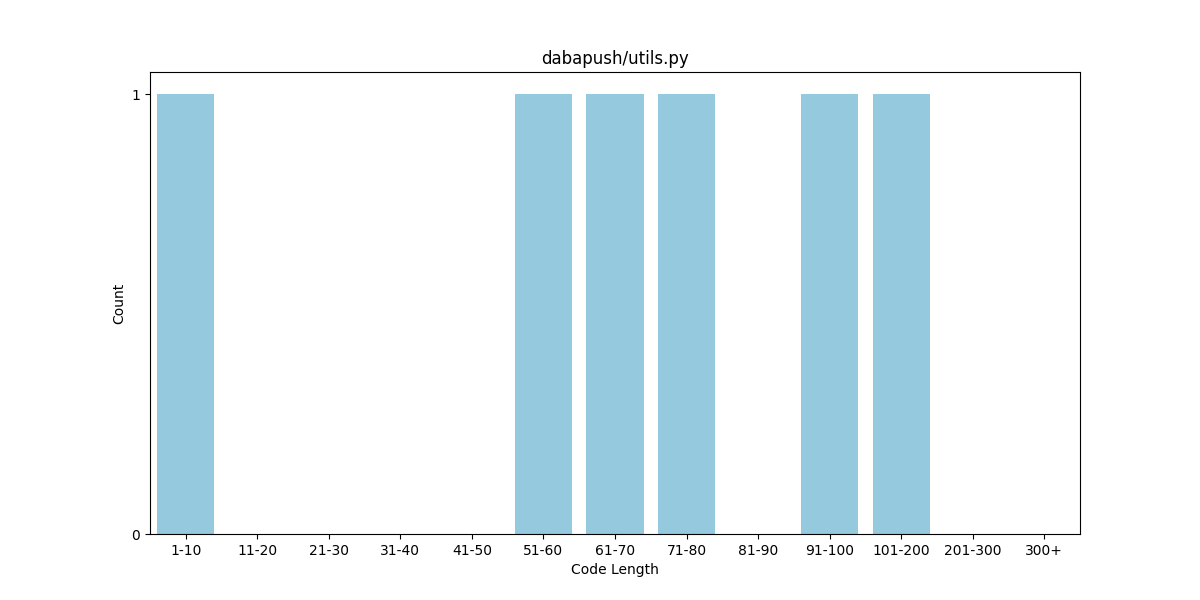 dabapush/utils.py
1
Count
0
1-10 11-20 21-30 31-40 41-50 51-60 61-70 71-80 81-90 91-100 101-200 201-300 300+
Code Length